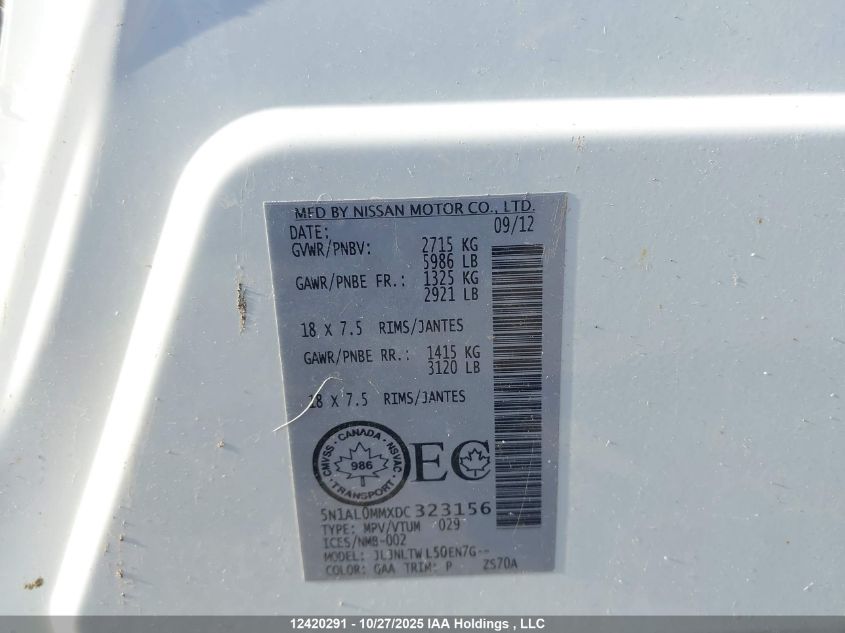 MFD BY NISSAN MOTOR CO., LTD.
DATE: 09/12
GVWR/PNBV: 2715 KG
5986 LB
GAWR/PNBE FR.: 1325 KG
2921 LB
18 X 7.5 RIMS/JANTES
GAWR/PNBE RR.: 1415 KG
3120 LB
18 X 7.5 RIMS/JANTES
CMVSS · CANADA · NSVAC
986
· TRANSPORT ·
EC
5N1AL0MMXDC323156
TYPE: MPV/VTUM 029
ICES/NMB-002
MODEL: JL3NLTWL50EN7G--
COLOR: GAA TRIM: P ZS70A
12420291 - 10/27/2025 IAA Holdings , LLC